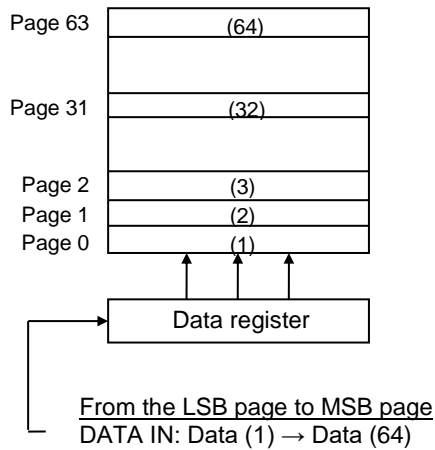 Page 63 (64)
Page 31 (32)
Page 2 (3)
Page 1 (2)
Page 0 (1)
Data register
From the LSB page to MSB page
DATA IN: Data (1) → Data (64)